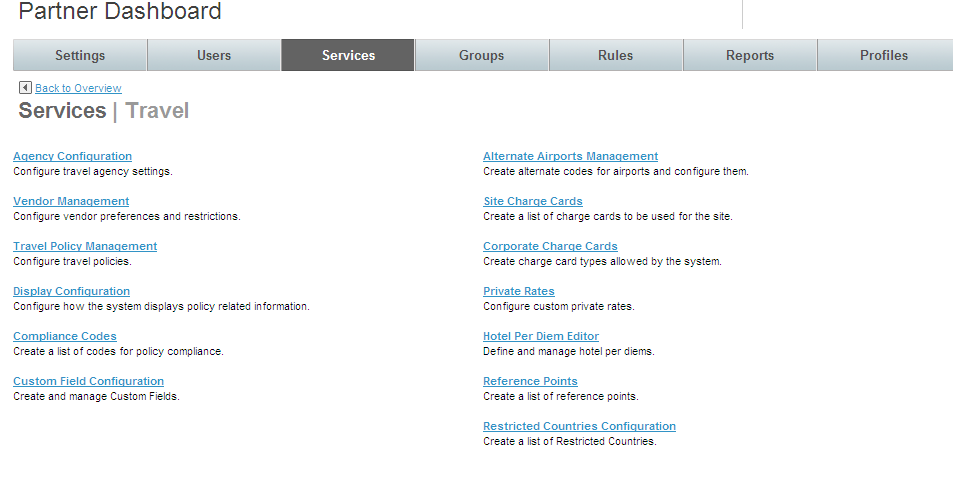 Partner Dashboard
Settings Users Services Groups Rules Reports Profiles
Back to Overview
Services | Travel
Agency Configuration
Configure travel agency settings.
Vendor Management
Configure vendor preferences and restrictions.
Travel Policy Management
Configure travel policies.
Display Configuration
Configure how the system displays policy related information.
Compliance Codes
Create a list of codes for policy compliance.
Custom Field Configuration
Create and manage Custom Fields.
Alternate Airports Management
Create alternate codes for airports and configure them.
Site Charge Cards
Create a list of charge cards to be used for the site.
Corporate Charge Cards
Create charge card types allowed by the system.
Private Rates
Configure custom private rates.
Hotel Per Diem Editor
Define and manage hotel per diems.
Reference Points
Create a list of reference points.
Restricted Countries Configuration
Create a list of Restricted Countries.